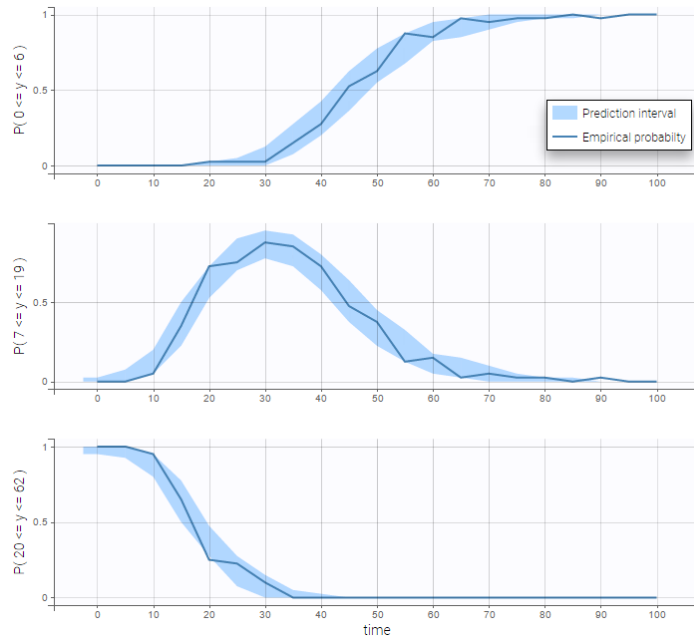 P( 0 <= y <= 6 )
1
0.5
0
Prediction interval
Empirical probabilty
0 10 20 30 40 50 60 70 80 90 100
P( 7 <= y <= 19 )
0.5
0
0 10 20 30 40 50 60 70 80 90 100
P( 20 <= y <= 62 )
1
0.5
0
0 10 20 30 40 50 60 70 80 90 100
time